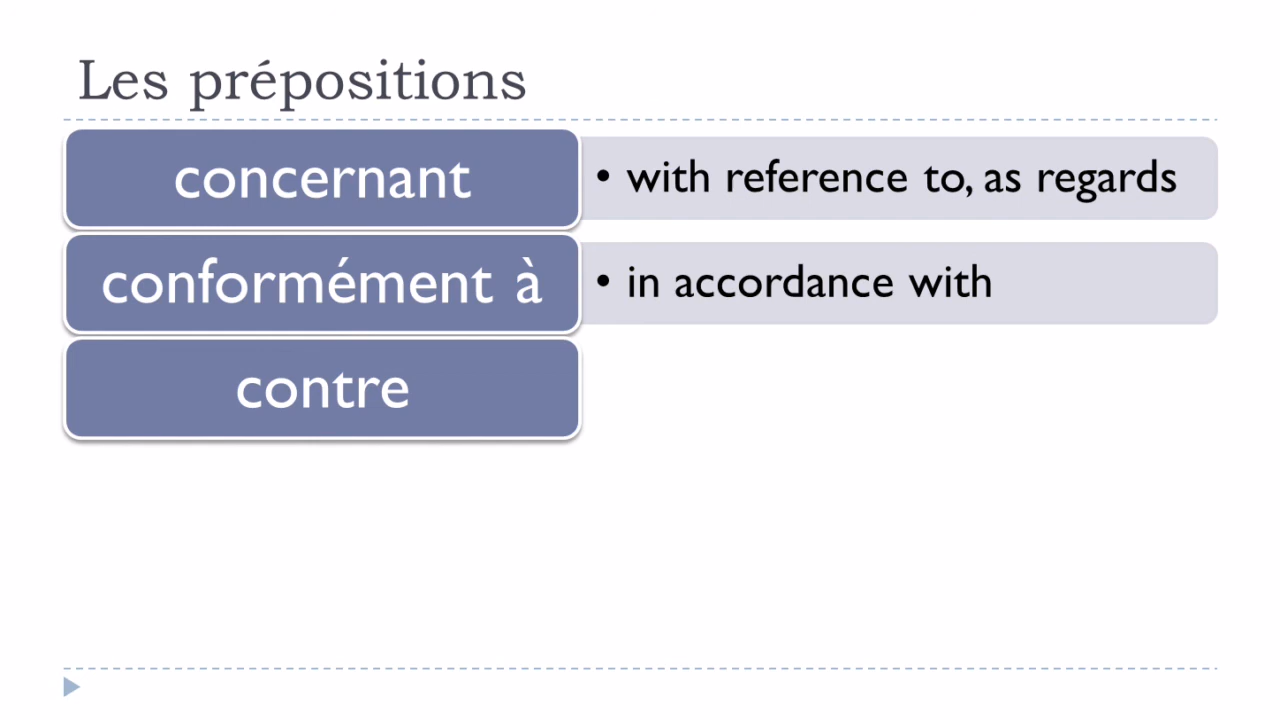 Les prépositions
concernant
• with reference to, as regards
conformément à
• in accordance with
contre